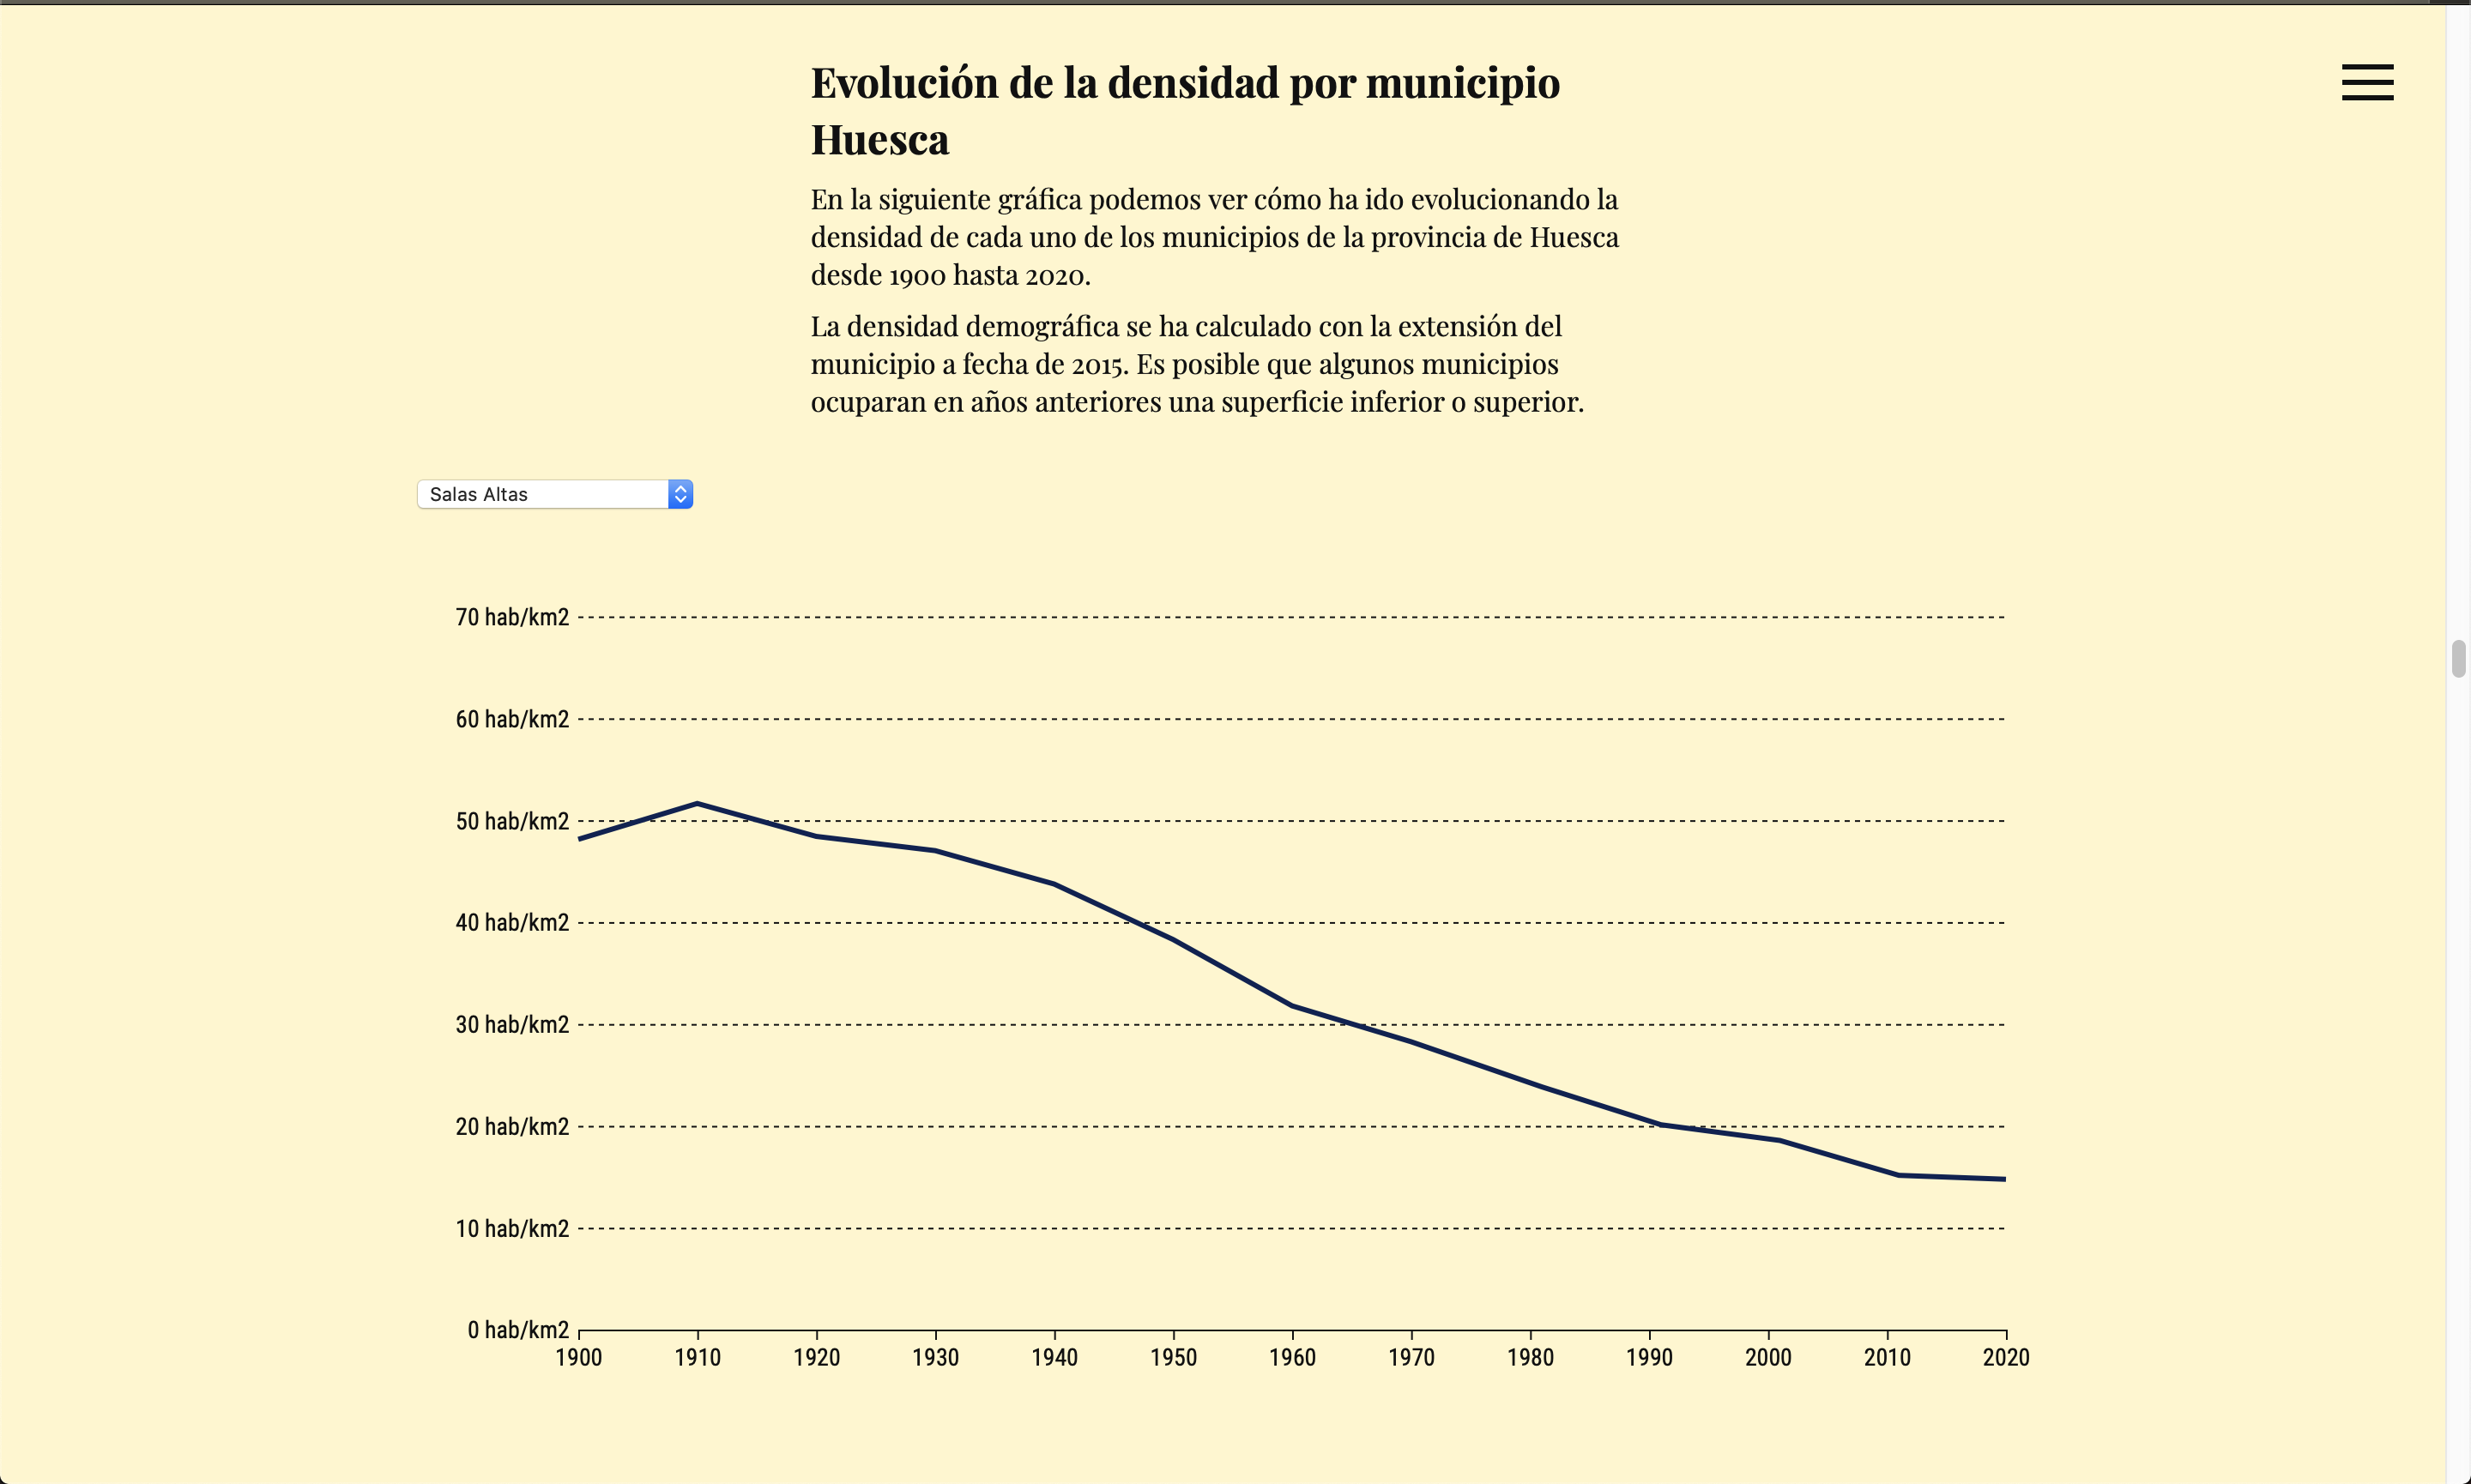 Evolución de la densidad por municipio
Huesca
En la siguiente gráfica podemos ver cómo ha ido evolucionando la
densidad de cada uno de los municipios de la provincia de Huesca
desde 1900 hasta 2020.
La densidad demográfica se ha calculado con la extensión del
municipio a fecha de 2015. Es posible que algunos municipios
ocuparan en años anteriores una superficie inferior o superior.
Salas Altas
70 hab/km2
60 hab/km2
50 hab/km2
40 hab/km2
30 hab/km2
20 hab/km2
10 hab/km2
0 hab/km2
1900 1910 1920 1930 1940 1950 1960 1970 1980 1990 2000 2010 2020